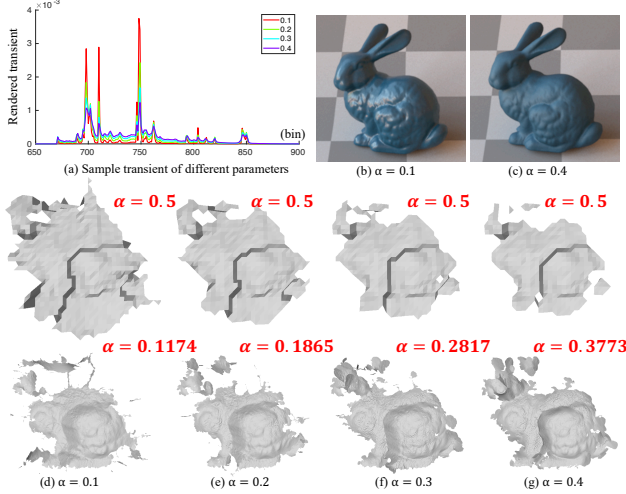 4 × 10⁻³
3
2
1
0
Rendered transient
0.1
0.2
0.3
0.4
(bin)
650 700 750 800 850 900
(a) Sample transient of different parameters
(b) α = 0.1
(c) α = 0.4
α = 0.5 α = 0.5 α = 0.5 α = 0.5
α = 0.1174 α = 0.1865 α = 0.2817 α = 0.3773
(d) α = 0.1 (e) α = 0.2 (f) α = 0.3 (g) α = 0.4